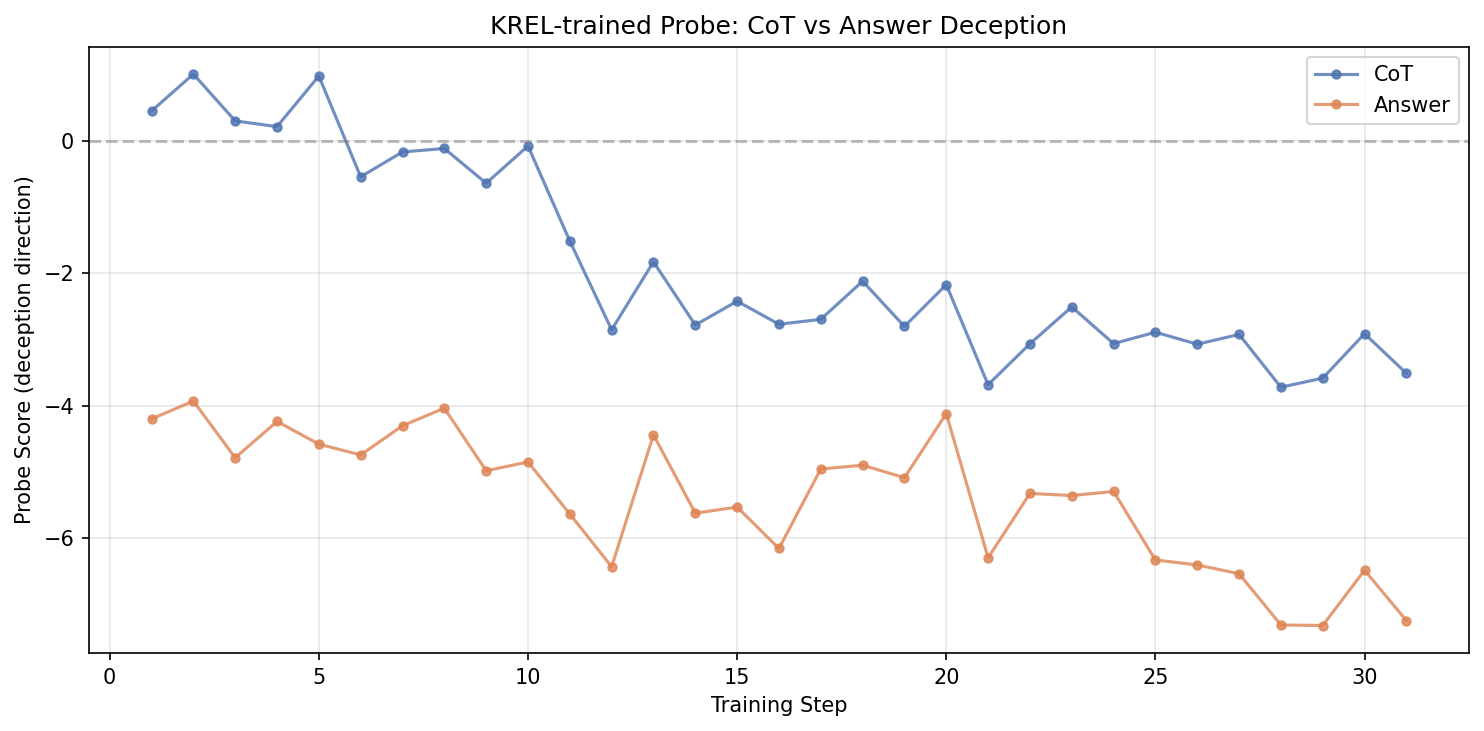 KREL-trained Probe: CoT vs Answer Deception
CoT
Answer
Probe Score (deception direction)
0
−2
−4
−6
0
5
10
15
20
25
30
Training Step